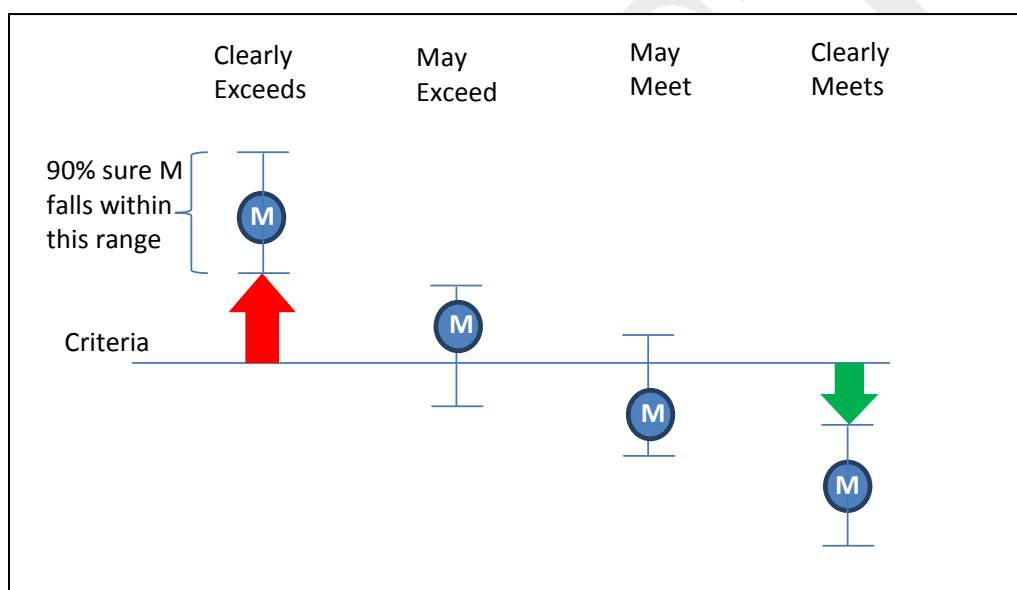 Clearly
Exceeds
May
Exceed
May
Meet
Clearly
Meets
90% sure M
falls within
this range
M
M
Criteria
M
M